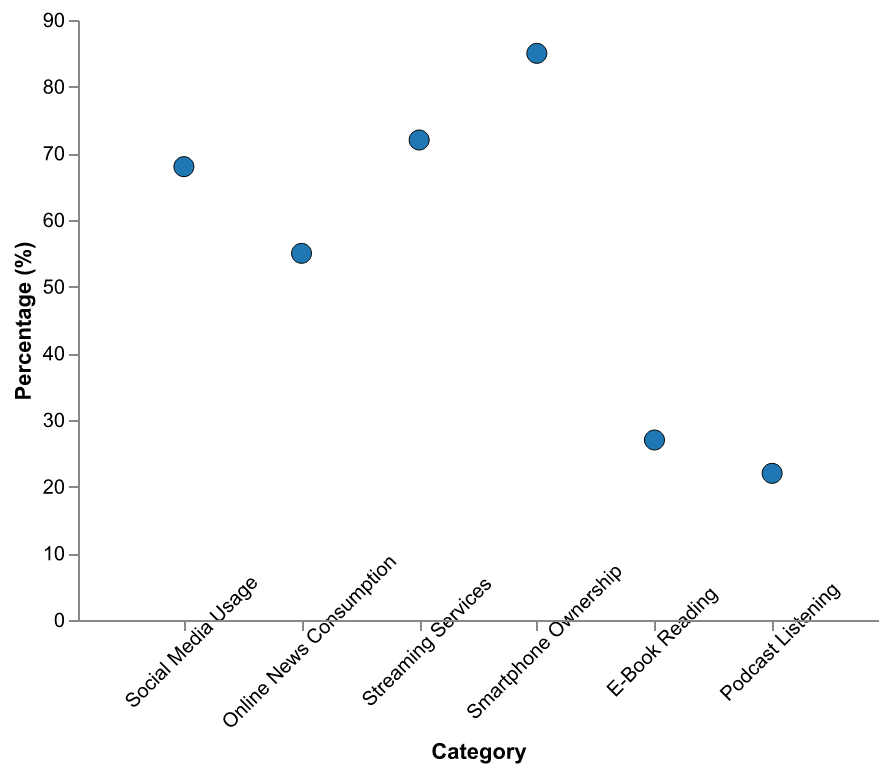 90
80
70
60
50
40
30
20
10
0
Percentage (%)
Social Media Usage
Online News Consumption
Streaming Services
Smartphone Ownership
E-Book Reading
Podcast Listening
Category